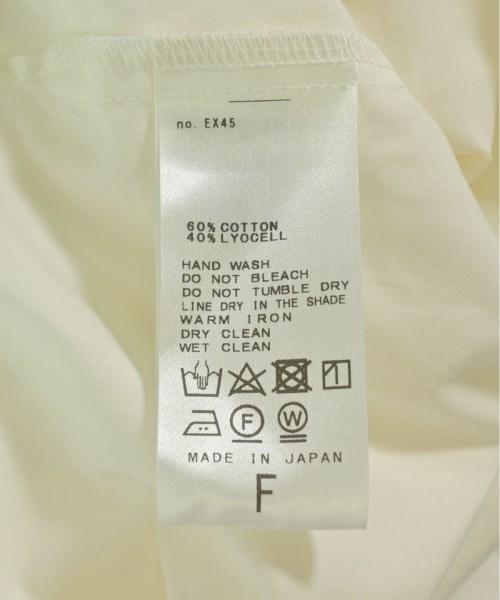 no. EX45
60% COTTON
40% LYOCELL
HAND WASH
DO NOT BLEACH
DO NOT TUMBLE DRY
LINE DRY IN THE SHADE
WARM IRON
DRY CLEAN
WET CLEAN
F W
MADE IN JAPAN
F